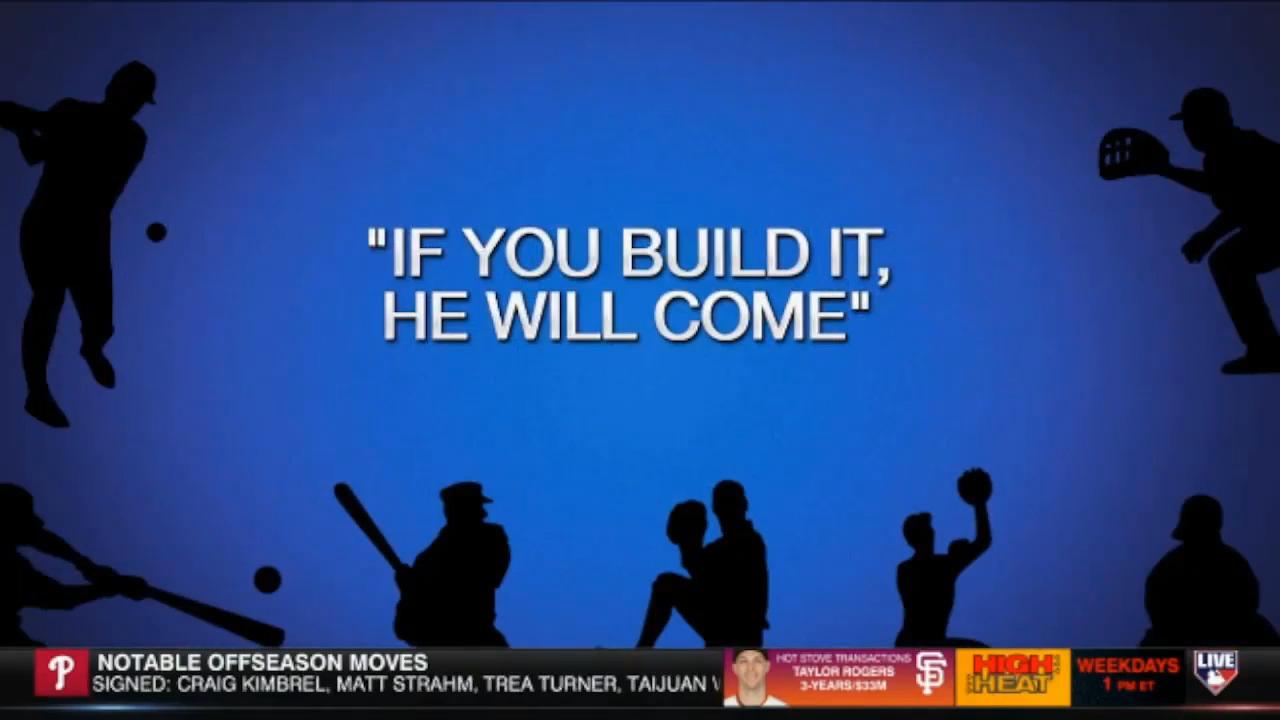 "IF YOU BUILD IT,
HE WILL COME"
P NOTABLE OFFSEASON MOVES
SIGNED: CRAIG KIMBREL, MATT STRAHM, TREA TURNER, TAIJUAN
HOT STOVE TRANSACTIONS
TAYLOR ROGERS
3-YEARS/$33M
SF
HIGH
HEAT
WEEKDAYS
1 PM ET
LIVE